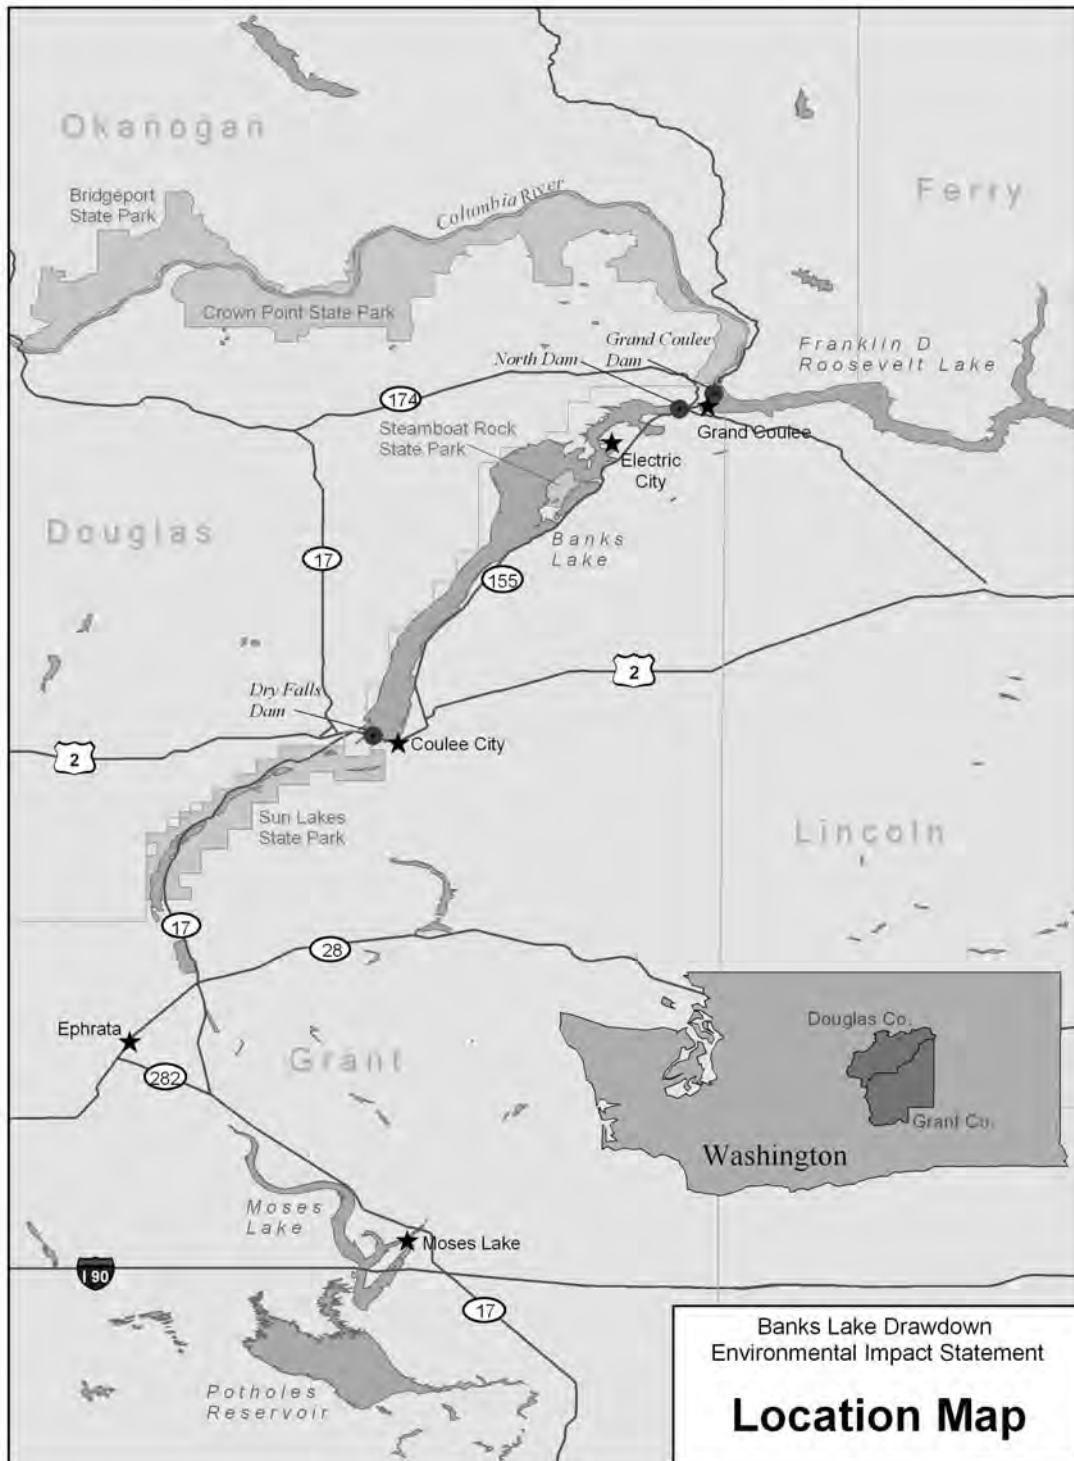 Okanogan
Bridgeport
State Park
Columbia River
Ferry
Crown Point State Park
Grand Coulee
Dam
North Dam
Franklin D
Roosevelt Lake
174
Steamboat Rock
State Park
Grand Coulee
Electric
City
Douglas
17
Banks
Lake
155
2
Dry Falls
Dam
2
Coulee City
Sun Lakes
State Park
Lincoln
17
28
Ephrata
Grant
282
Douglas Co.
Grant Co.
Washington
Moses
Lake
Moses Lake
I 90
17
Potholes
Reservoir
Banks Lake Drawdown
Environmental Impact Statement
Location Map